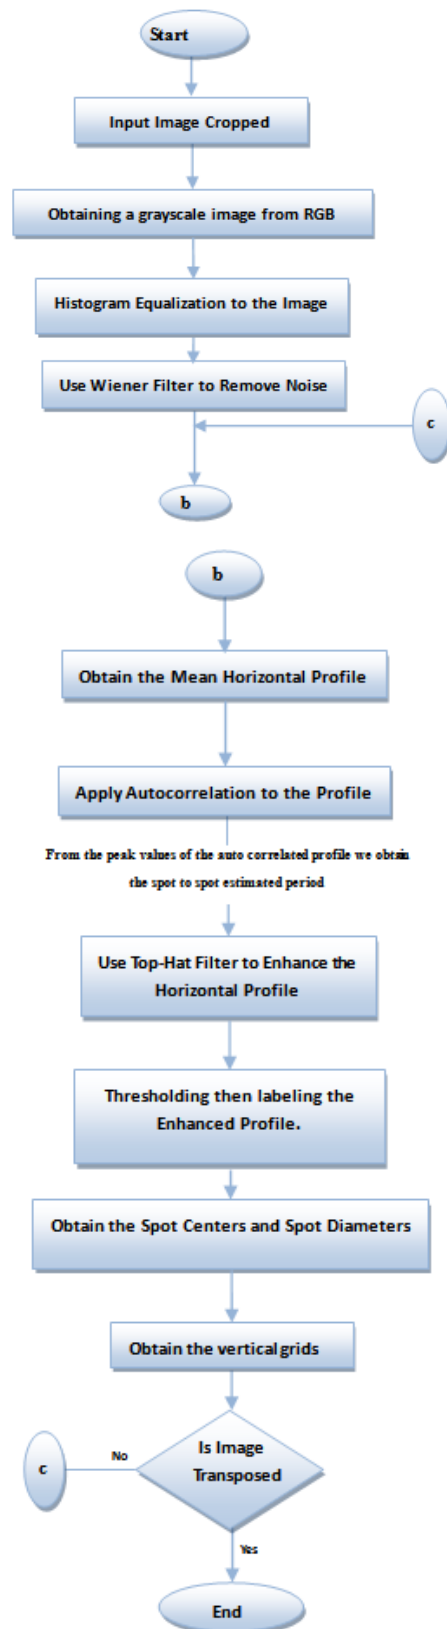 Start
Input Image Cropped
Obtaining a grayscale image from RGB
Histogram Equalization to the Image
Use Wiener Filter to Remove Noise
c
b
b
Obtain the Mean Horizontal Profile
Apply Autocorrelation to the Profile
From the peak values of the auto correlated profile we obtain
the spot to spot estimated period
Use Top-Hat Filter to Enhance the
Horizontal Profile
Thresholding then labeling the
Enhanced Profile.
Obtain the Spot Centers and Spot Diameters
Obtain the vertical grids
Is Image
Transposed
No
c
Yes
End